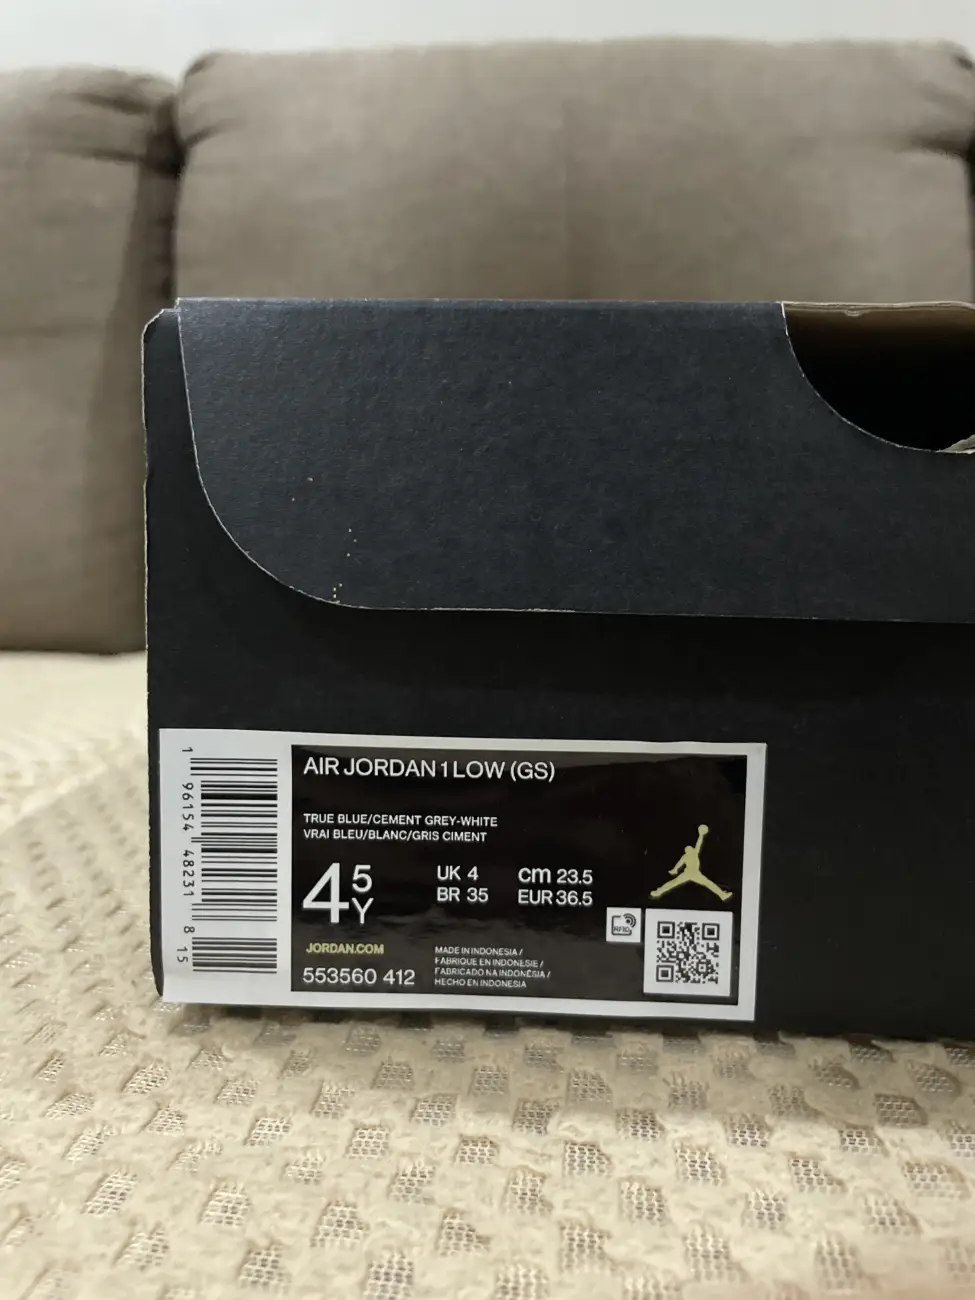 AIR JORDAN 1 LOW (GS)
TRUE BLUE/CEMENT GREY-WHITE
VRAI BLEU/BLANC/GRIS CIMENT
4 5 Y
UK 4
BR 35
cm 23.5
EUR 36.5
RFID
JORDAN.COM
553560 412
MADE IN INDONESIA /
FABRIQUE EN INDONESIE /
FABRICADO NA INDONÉSIA /
HECHO EN INDONESIA
1 96154 48231 8 15